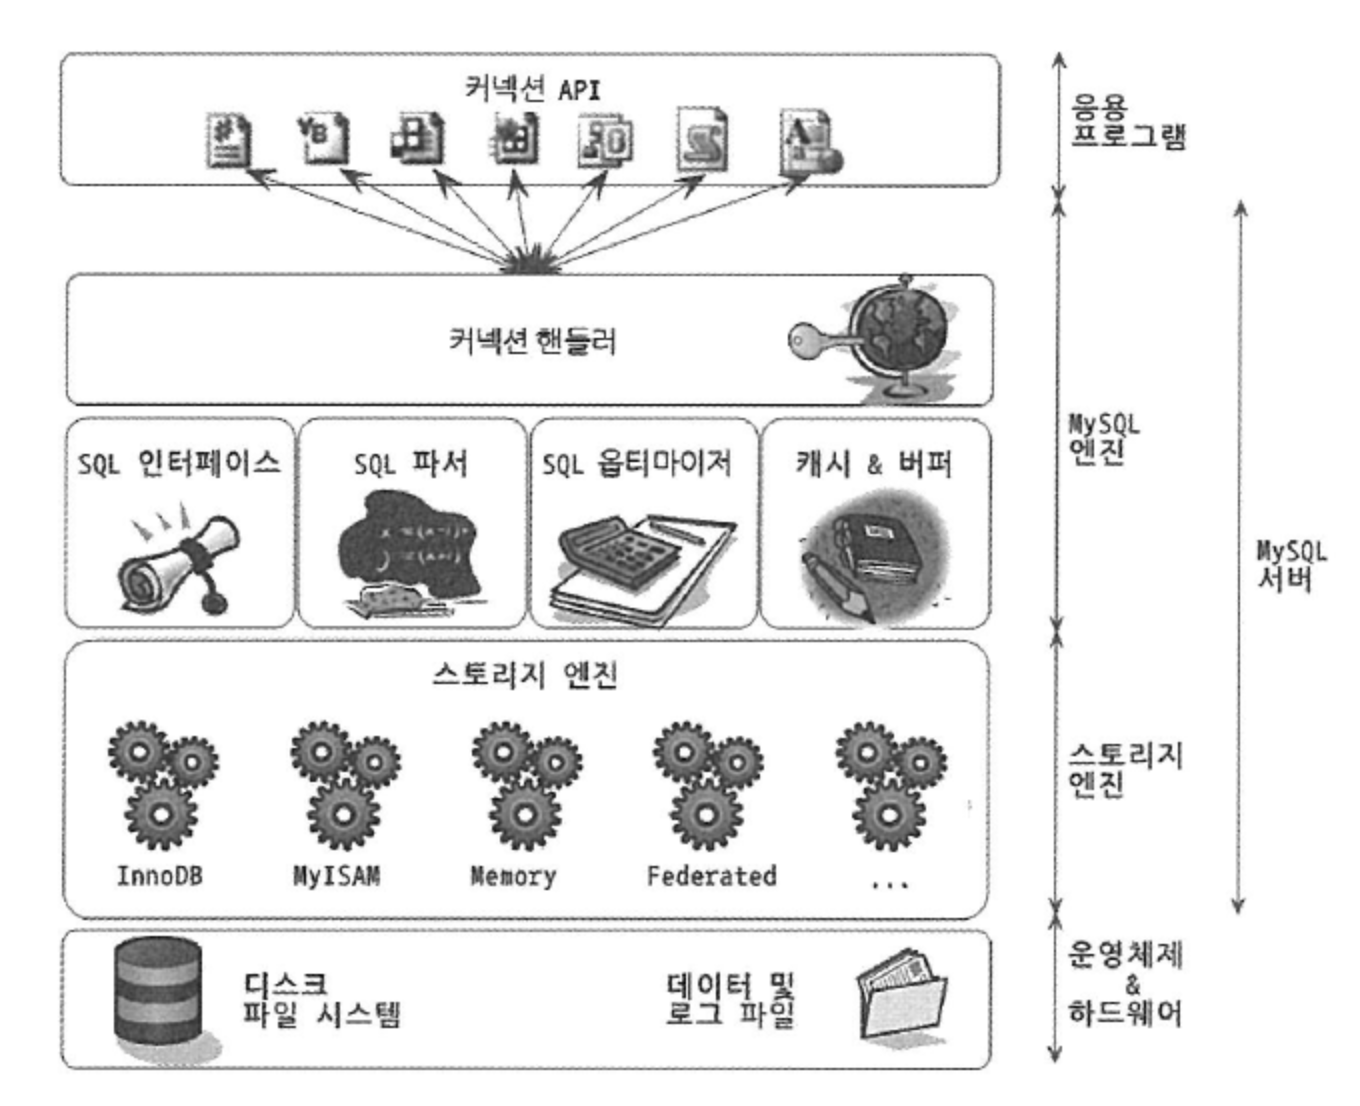 커넥션 API
응용
프로그램
커넥션 핸들러
MySQL
엔진
SQL 인터페이스
SQL 파서
SQL 옵티마이저
캐시 & 버퍼
MySQL
서버
스토리지 엔진
스토리지
엔진
InnoDB
MyISAM
Memory
Federated
...
디스크
파일 시스템
데이터 및
로그 파일
운영체제
&
하드웨어